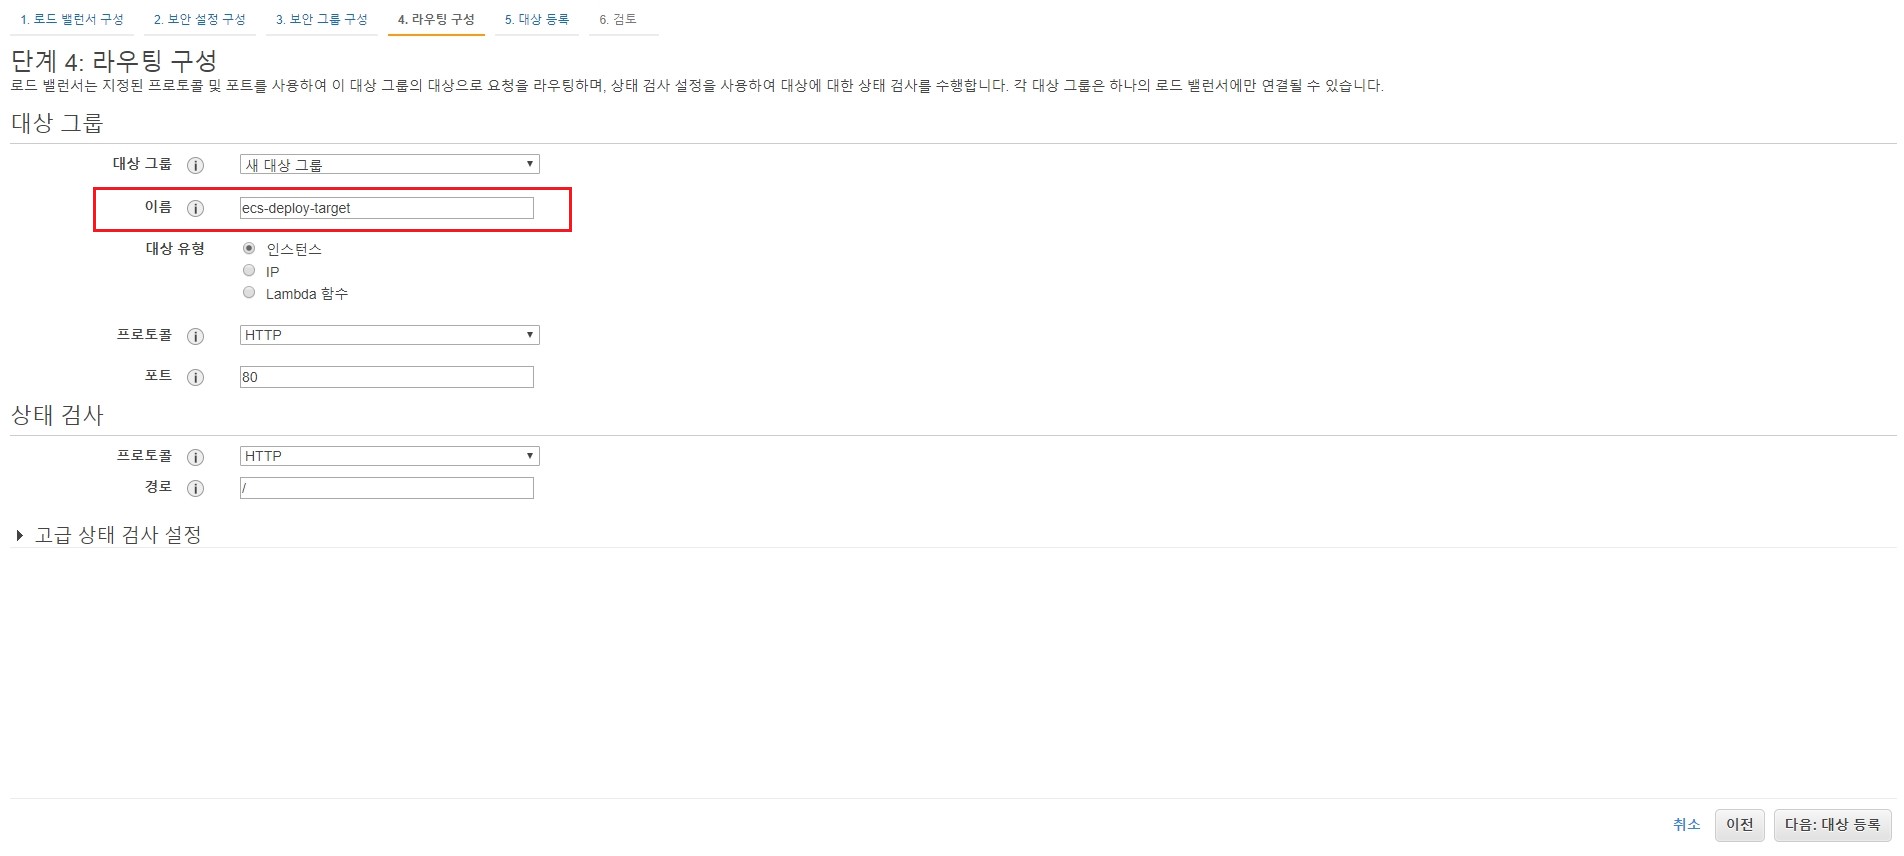 1. 로드 밸런서 구성 2. 보안 설정 구성 3. 보안 그룹 구성 4. 라우팅 구성 5. 대상 등록 6. 검토
단계 4: 라우팅 구성
로드 밸런서는 지정된 프로토콜 및 포트를 사용하여 이 대상 그룹의 대상으로 요청을 라우팅하며, 상태 검사 설정을 사용하여 대상에 대한 상태 검사를 수행합니다. 각 대상 그룹은 하나의 로드 밸런서에만 연결될 수 있습니다.
대상 그룹
대상 그룹 i 새 대상 그룹
이름 i ecs-deploy-target
대상 유형 인스턴스
IP
Lambda 함수
프로토콜 i HTTP
포트 i 80
상태 검사
프로토콜 i HTTP
경로 i /
고급 상태 검사 설정
취소 이전 다음: 대상 등록